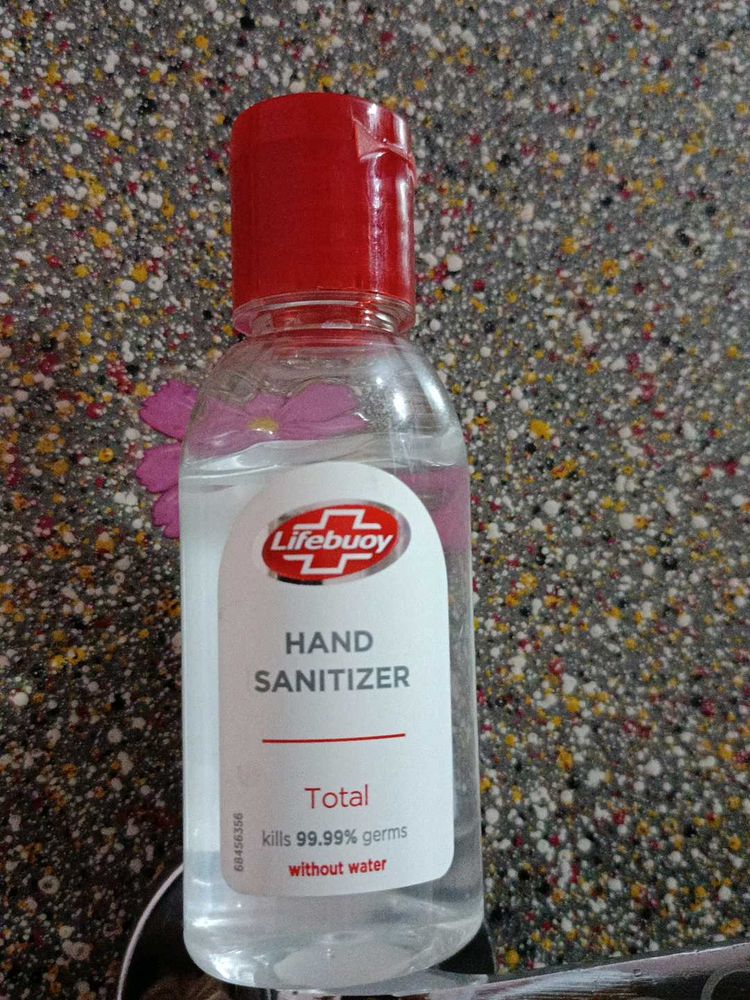 Lifebuoy
HAND
SANITIZER
Total
kills 99.99% germs
without water
68456356